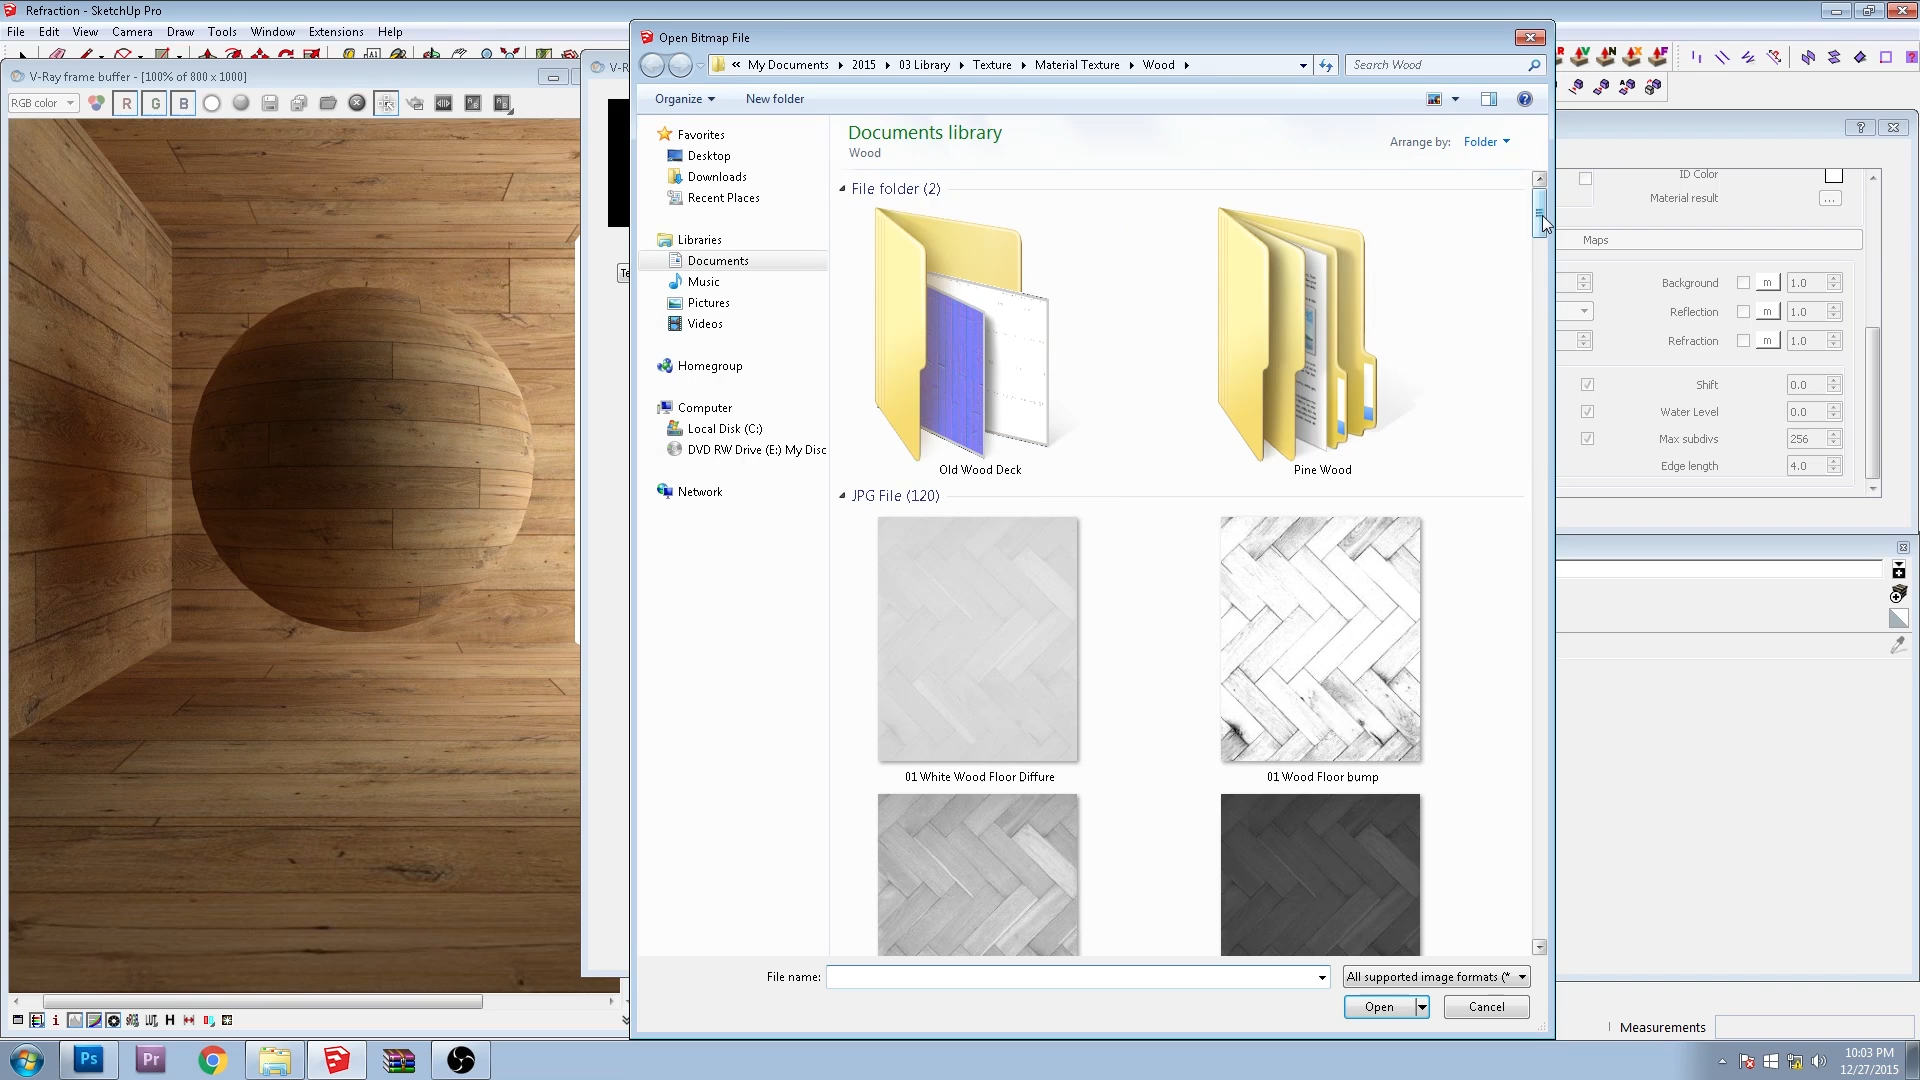 Refraction - SketchUp Pro
File Edit View Camera Draw Tools Window Extensions Help
V-Ray frame buffer - [100% of 800 x 1000]
RGB color
R G B
Open Bitmap File
« My Documents 2015 03 Library Texture Material Texture Wood
Search Wood
Organize New folder
Documents library
Wood
Arrange by: Folder
Favorites
Desktop
Downloads
Recent Places
Libraries
Documents
Music
Pictures
Videos
Homegroup
Computer
Local Disk (C:)
DVD RW Drive (E:) My Disc
Network
File folder (2)
Old Wood Deck
Pine Wood
JPG File (120)
01 White Wood Floor Diffure
01 Wood Floor bump
File name:
All supported image formats (*
Open
Cancel
ID Color
Material result
...
Maps
Background m 1.0
Reflection m 1.0
Refraction m 1.0
Shift 0.0
Water Level 0.0
Max subdivs 256
Edge length 4.0
Measurements
Ps
Pr
10:03 PM
12/27/2015